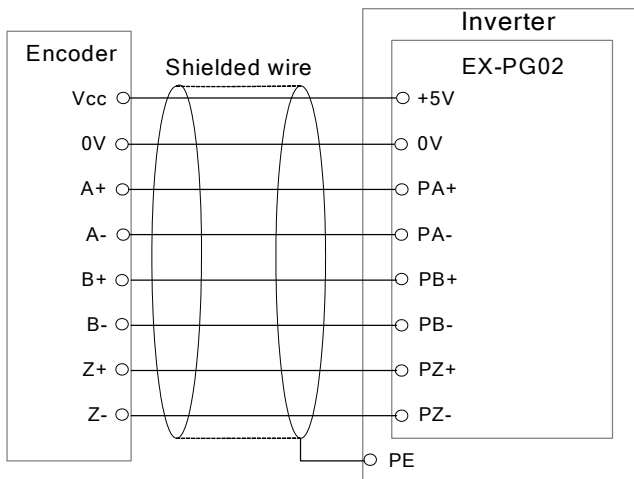 Inverter
Encoder
Shielded wire
EX-PG02
Vcc
+5V
0V
0V
A+
PA+
A-
PA-
B+
PB+
B-
PB-
Z+
PZ+
Z-
PZ-
PE